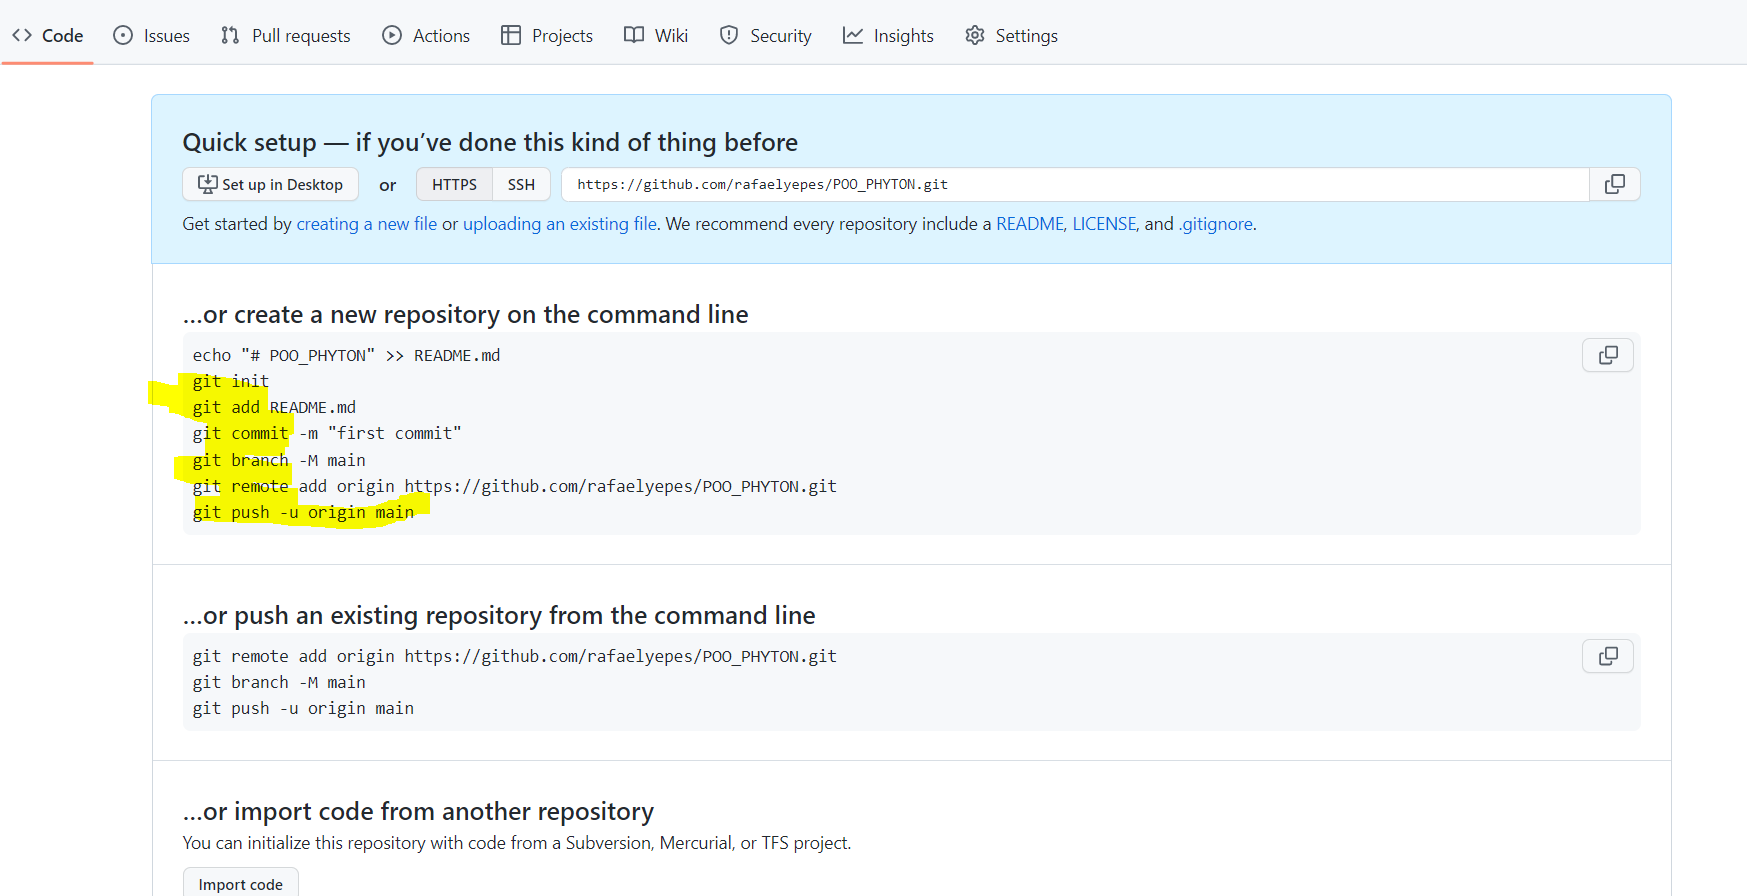 Code Issues Pull requests Actions Projects Wiki Security Insights Settings
Quick setup — if you’ve done this kind of thing before
Set up in Desktop or HTTPS SSH https://github.com/rafaelyepes/POO_PHYTON.git
Get started by creating a new file or uploading an existing file. We recommend every repository include a README, LICENSE, and .gitignore.
…or create a new repository on the command line
echo "# POO_PHYTON" >> README.md
git init
git add README.md
git commit -m "first commit"
git branch -M main
git remote add origin https://github.com/rafaelyepes/POO_PHYTON.git
git push -u origin main
…or push an existing repository from the command line
git remote add origin https://github.com/rafaelyepes/POO_PHYTON.git
git branch -M main
git push -u origin main
…or import code from another repository
You can initialize this repository with code from a Subversion, Mercurial, or TFS project.
Import code